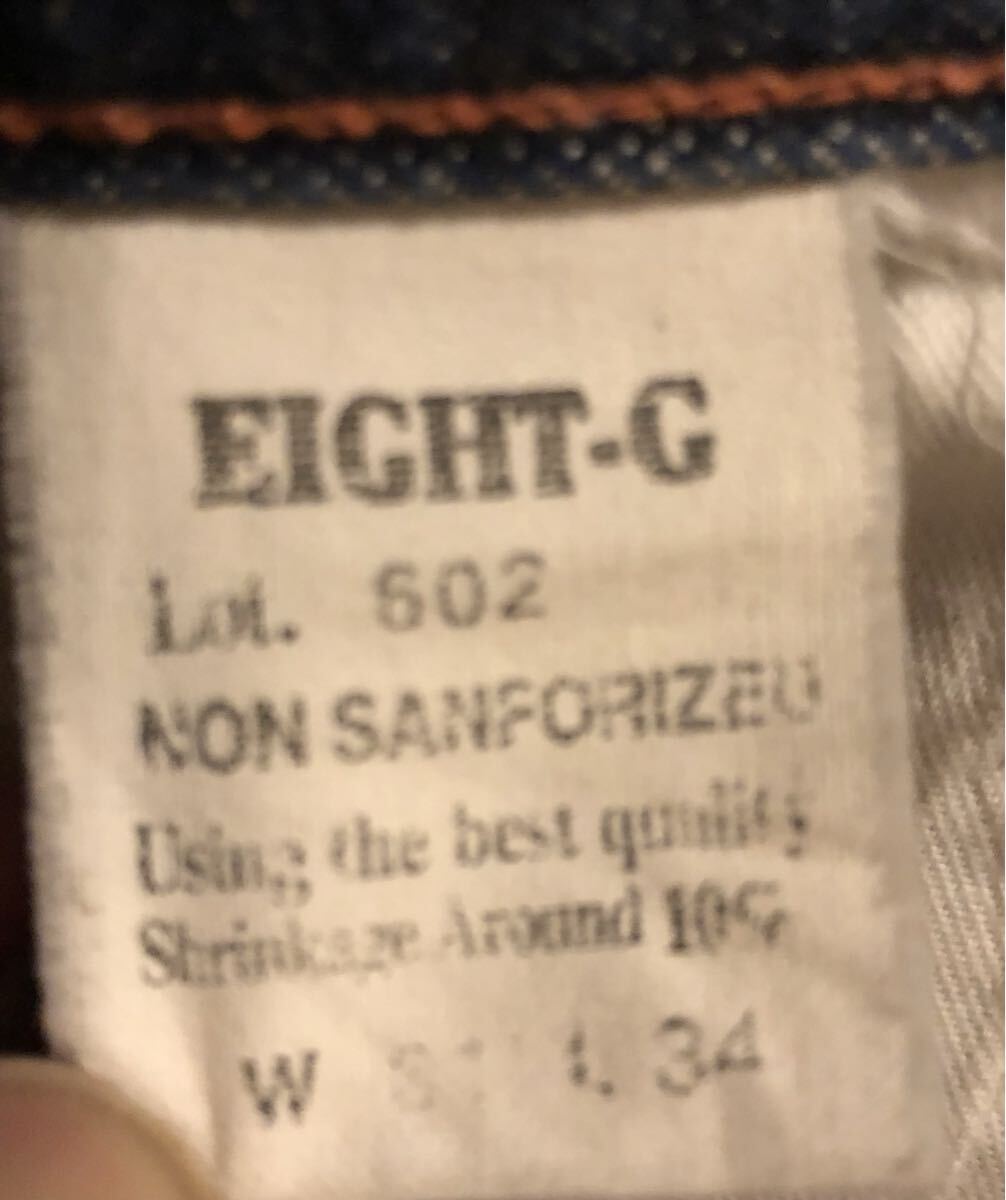 EIGHT-G
Lot. 602
NON SANFORIZED
Using the best quality
Shrinkage Around 10%
W L 34